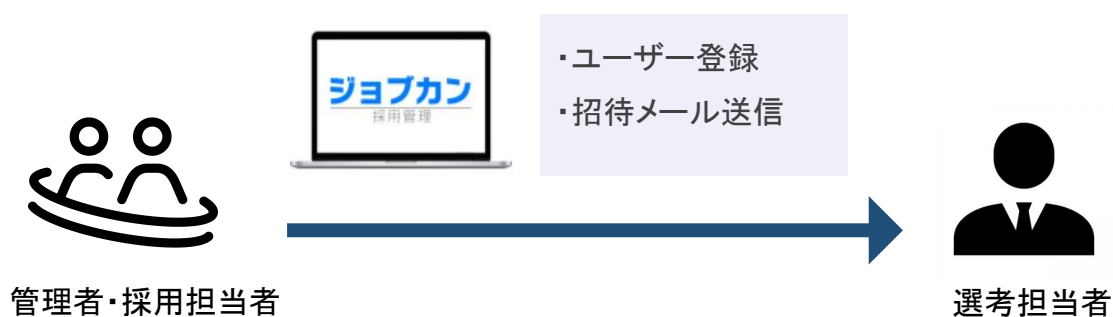 ジョブカン
採用管理
・ユーザー登録
・招待メール送信
管理者・採用担当者
選考担当者